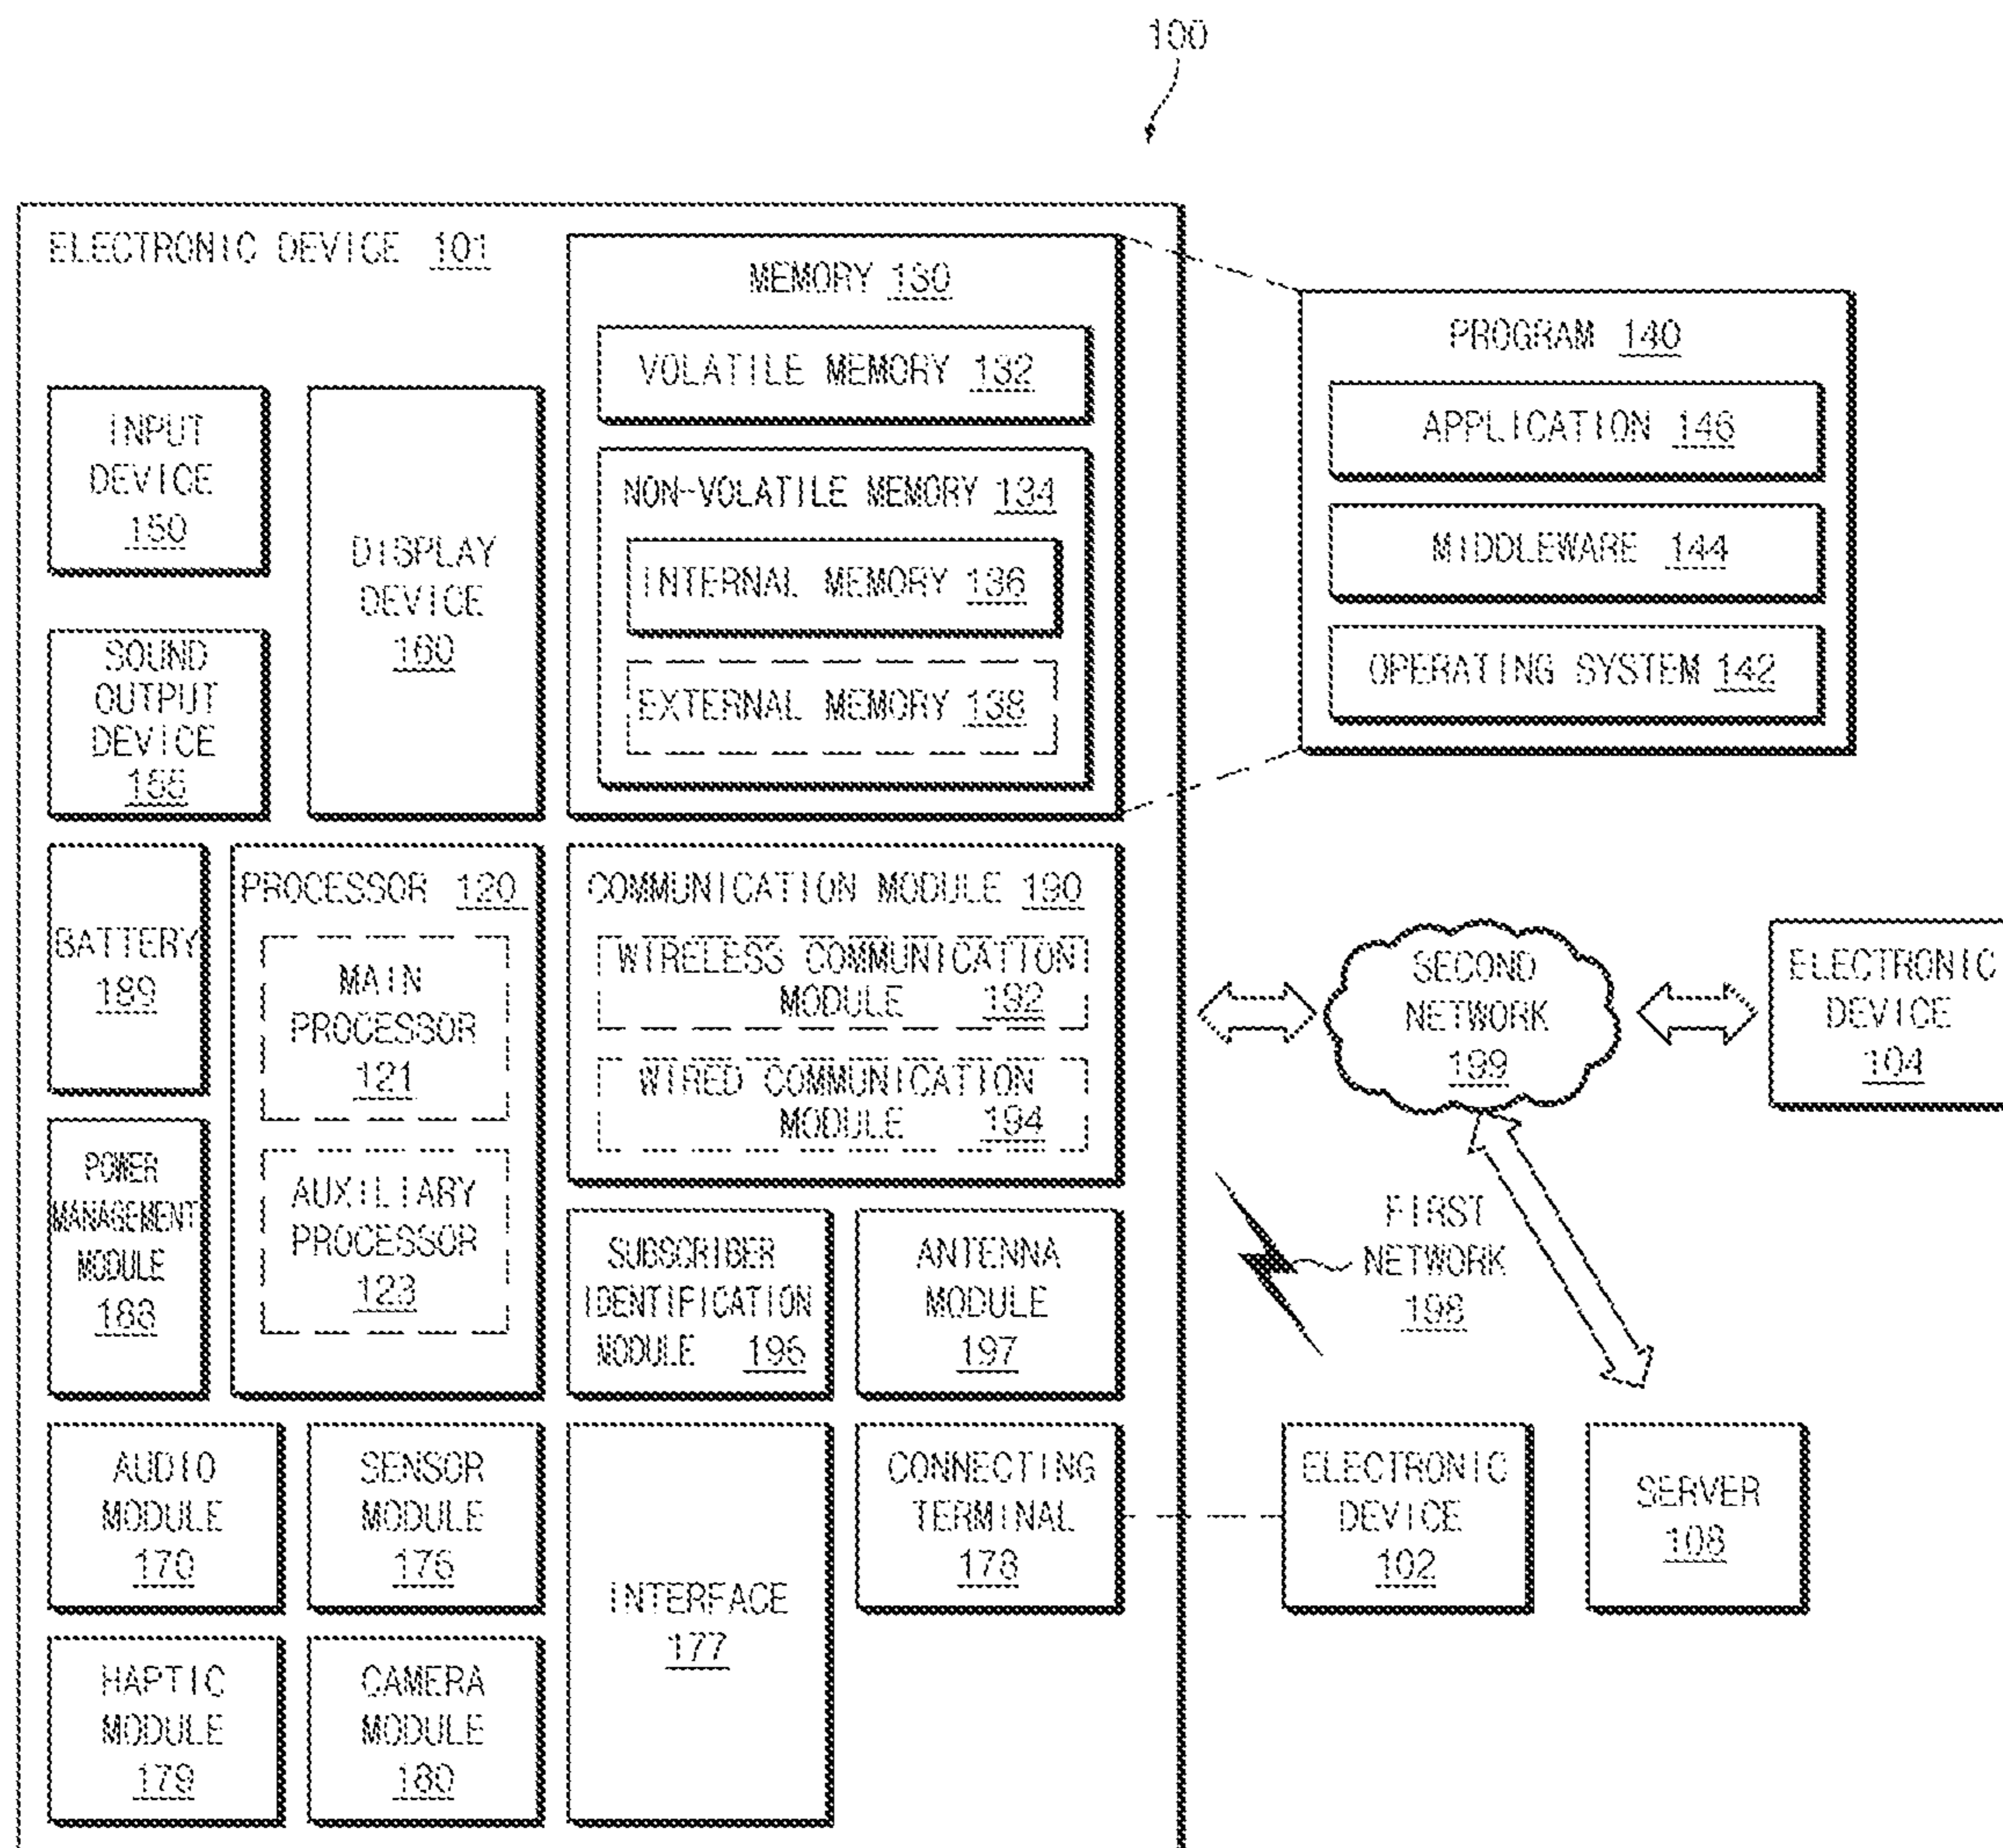 100
ELECTRONIC DEVICE 101
MEMORY 130
VOLATILE MEMORY 132
NON-VOLATILE MEMORY 134
INTERNAL MEMORY 136
EXTERNAL MEMORY 138
PROGRAM 140
APPLICATION 146
MIDDLEWARE 144
OPERATING SYSTEM 142
INPUT
DEVICE
150
SOUND
OUTPUT
DEVICE
155
DISPLAY
DEVICE
160
BATTERY
189
POWER
MANAGEMENT
MODULE
188
PROCESSOR 120
MAIN
PROCESSOR
121
AUXILIARY
PROCESSOR
123
COMMUNICATION MODULE 190
WIRELESS COMMUNICATION
MODULE 192
WIRED COMMUNICATION
MODULE 194
SUBSCRIBER
IDENTIFICATION
MODULE 196
ANTENNA
MODULE
197
SECOND
NETWORK
199
ELECTRONIC
DEVICE
104
FIRST
NETWORK
198
AUDIO
MODULE
170
SENSOR
MODULE
176
INTERFACE
177
CONNECTING
TERMINAL
178
ELECTRONIC
DEVICE
102
SERVER
108
HAPTIC
MODULE
179
CAMERA
MODULE
180